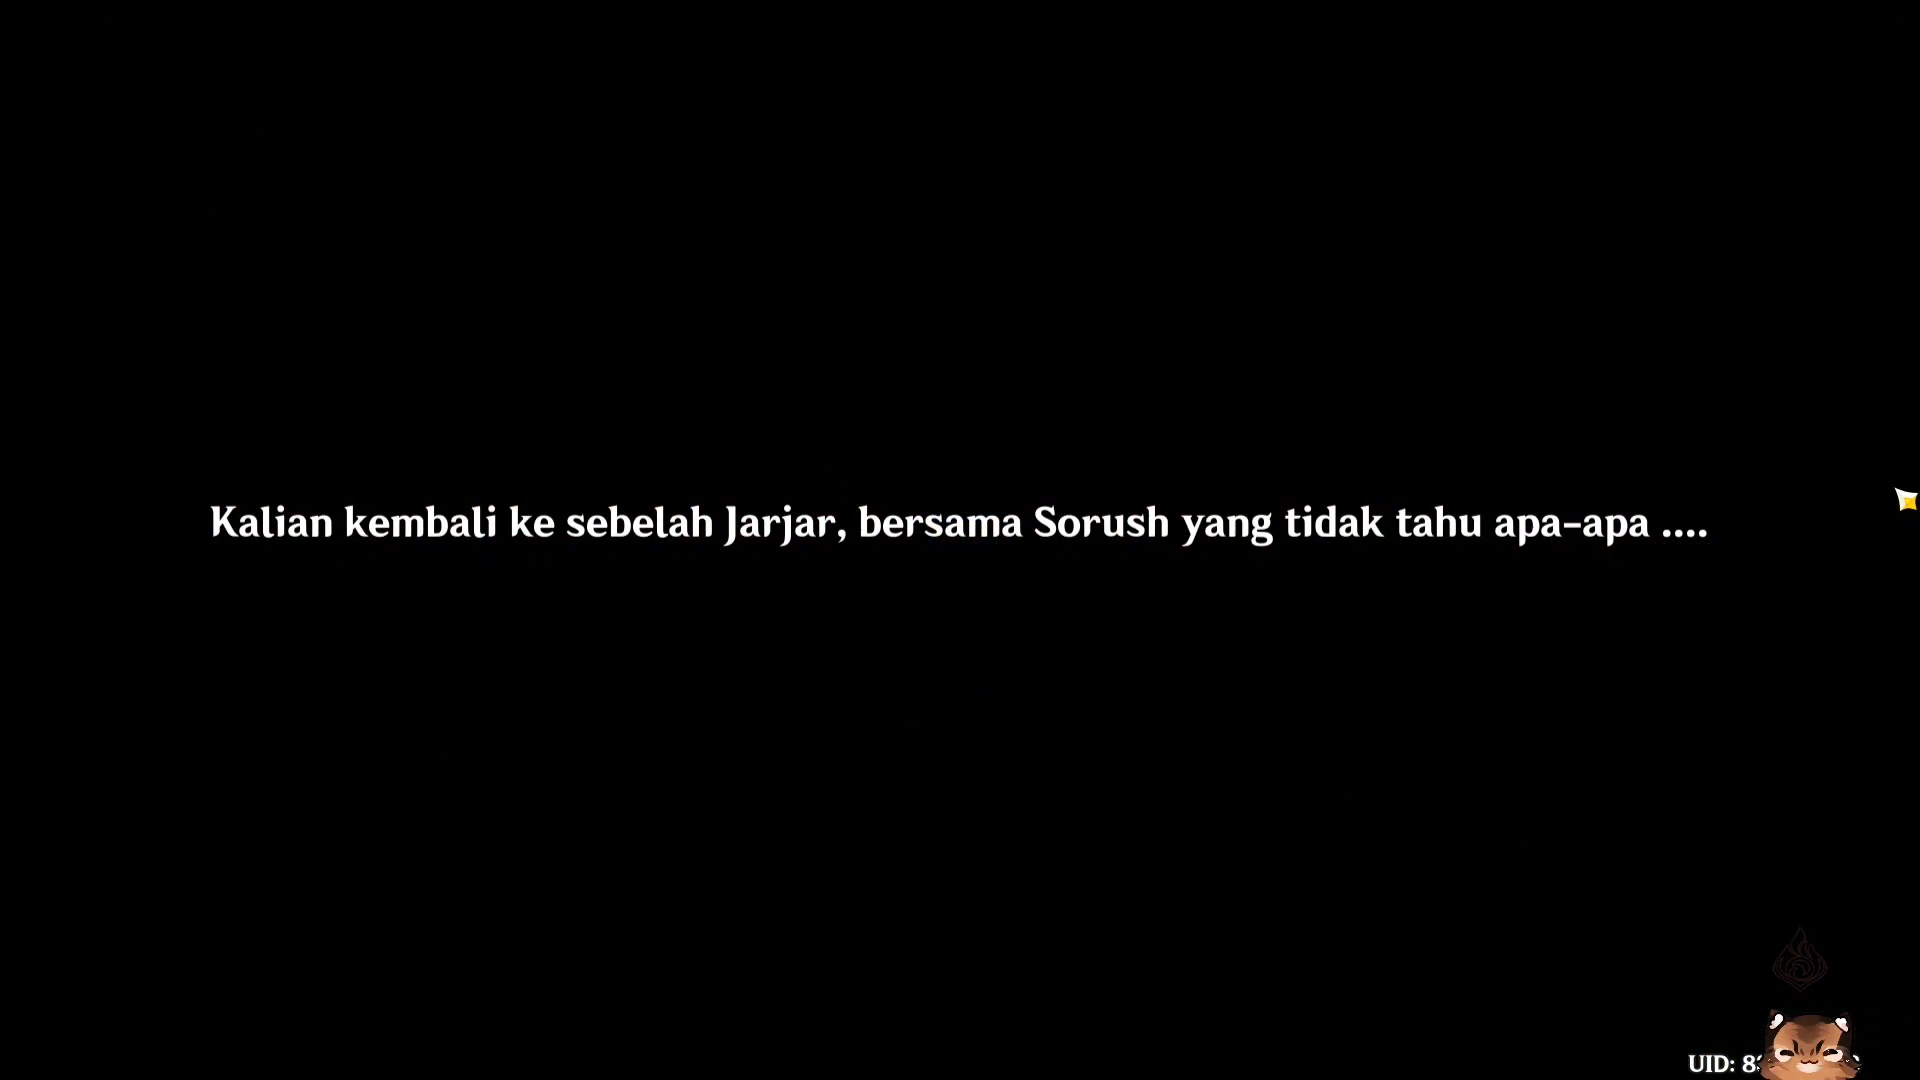 Kalian kembali ke sebelah Jarjar, bersama Sorush yang tidak tahu apa-apa ....
UID: 8